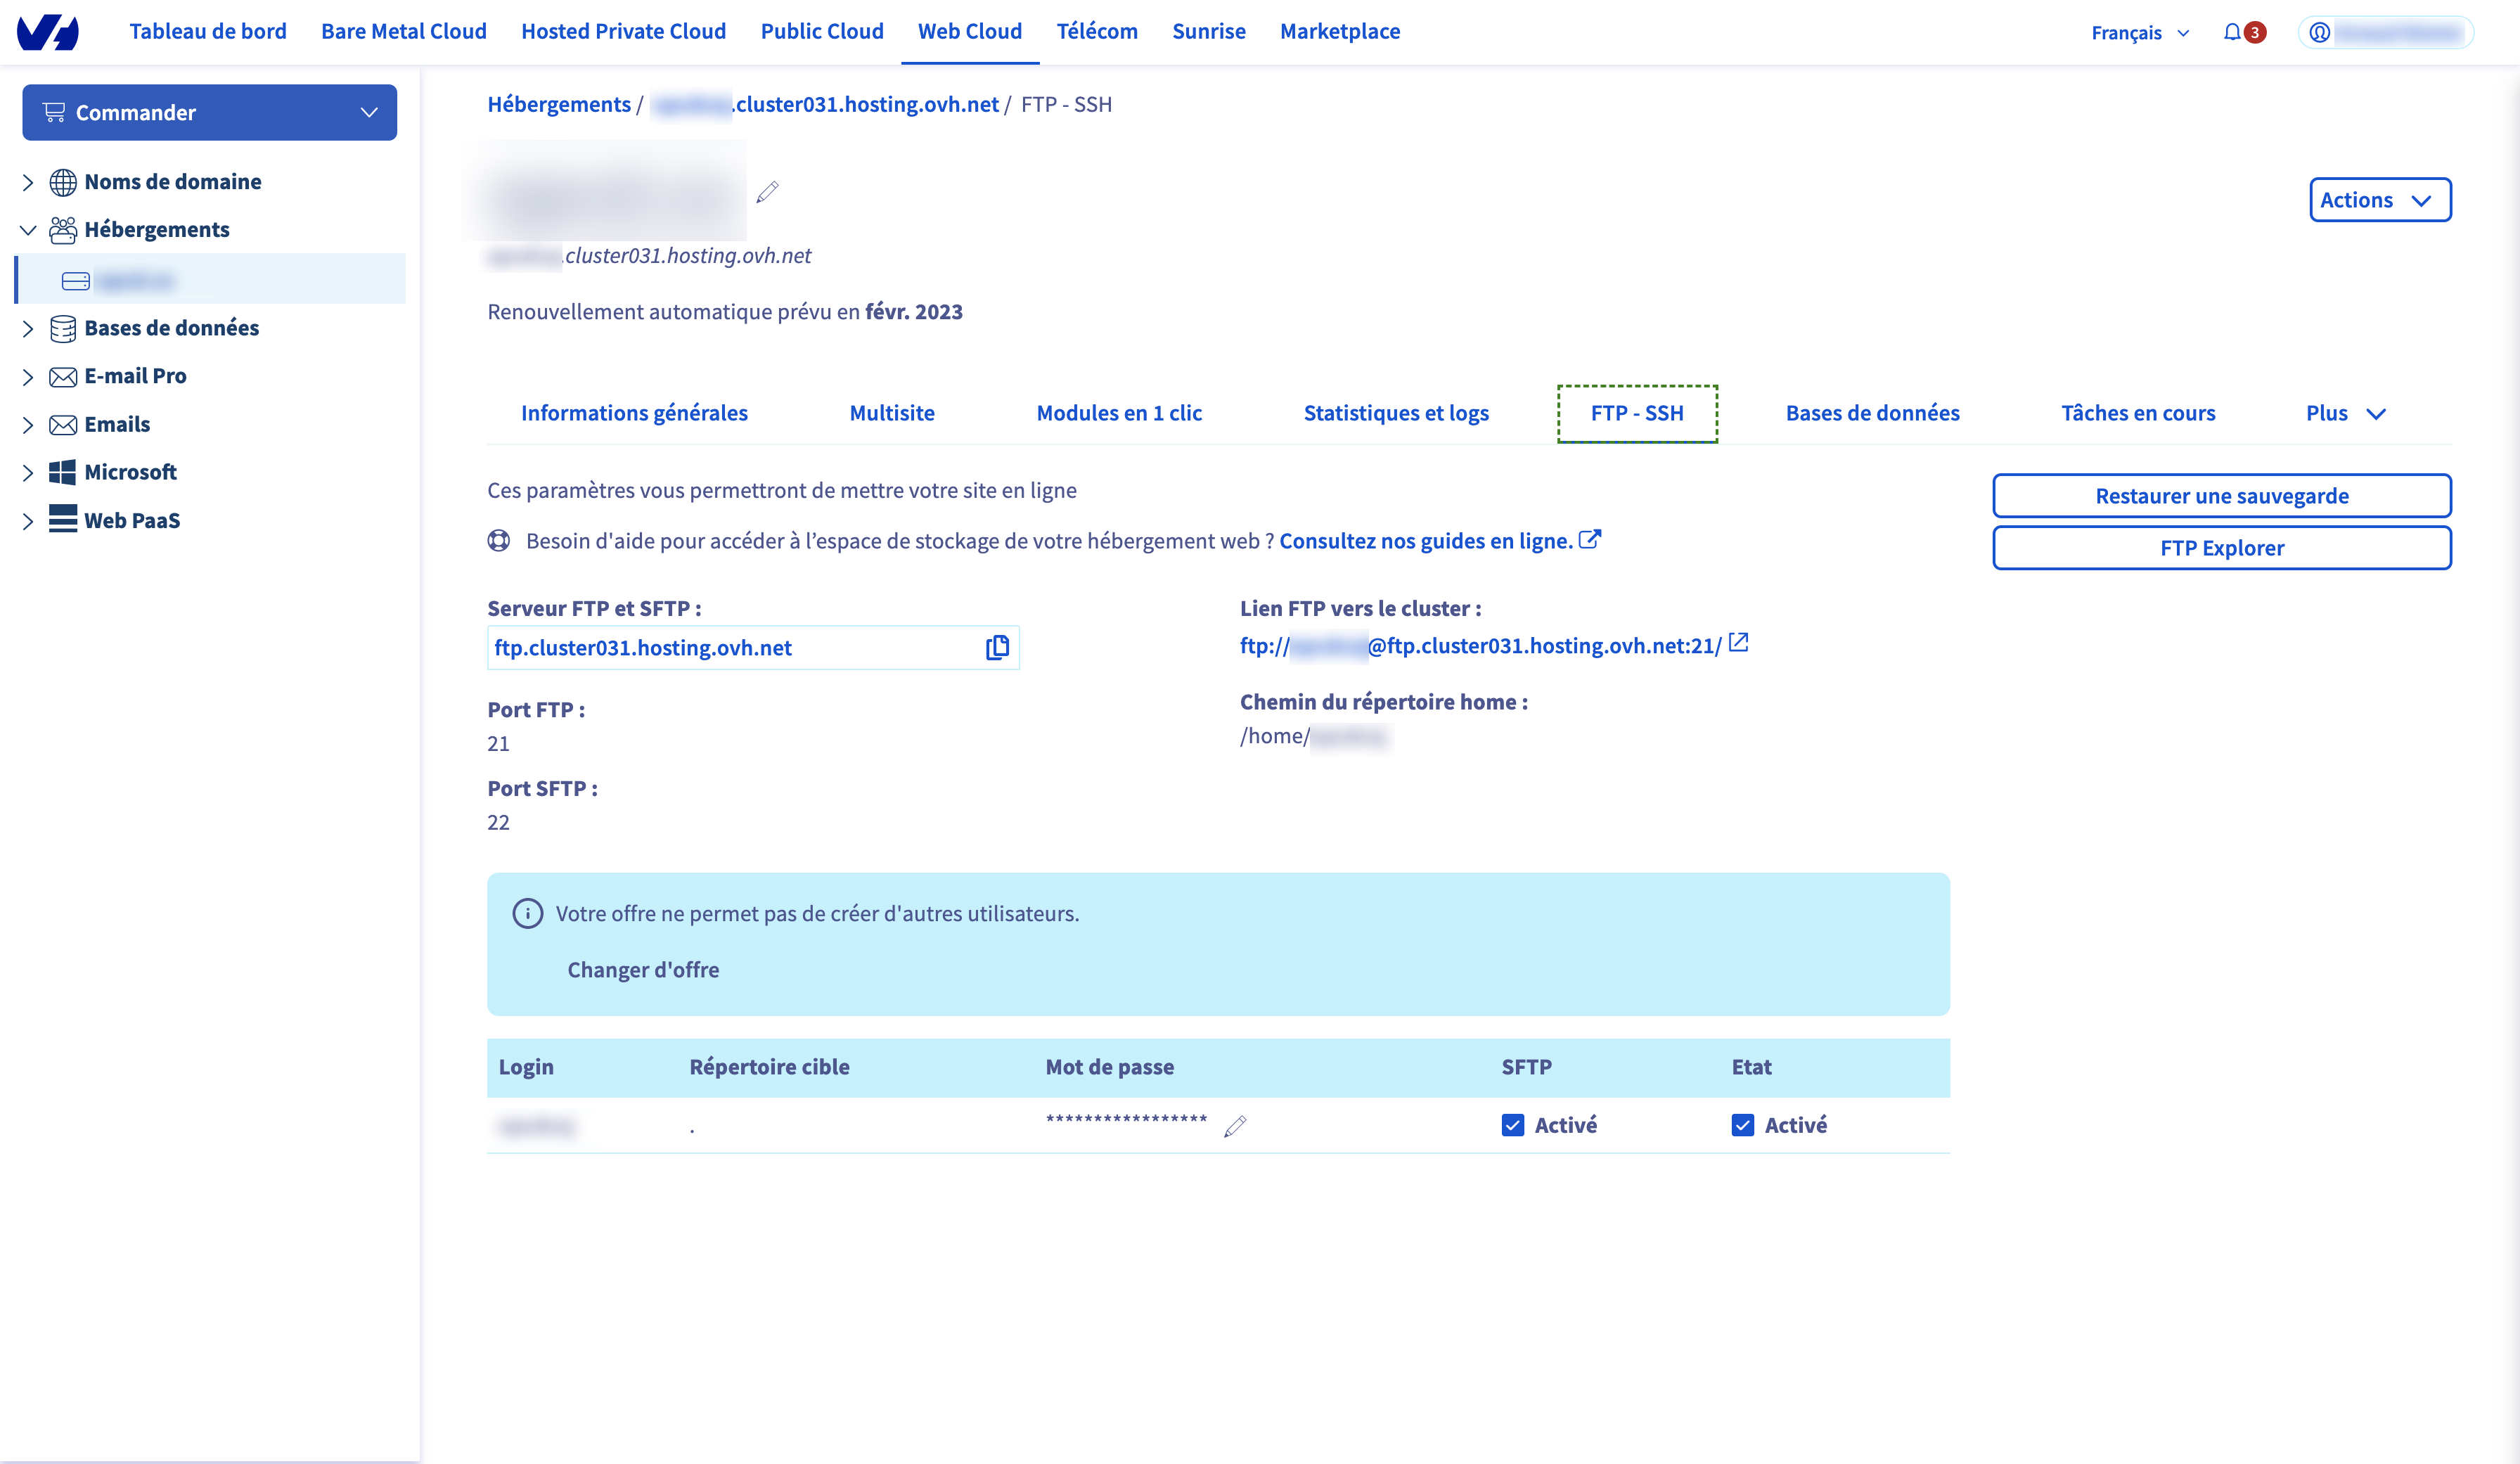 Tableau de bord Bare Metal Cloud Hosted Private Cloud Public Cloud Web Cloud Télécom Sunrise Marketplace Français 3
Commander
Noms de domaine
Hébergements
Bases de données
E-mail Pro
Emails
Microsoft
Web PaaS
Hébergements / .cluster031.hosting.ovh.net / FTP - SSH
Actions
.cluster031.hosting.ovh.net
Renouvellement automatique prévu en févr. 2023
Informations générales Multisite Modules en 1 clic Statistiques et logs FTP - SSH Bases de données Tâches en cours Plus
Ces paramètres vous permettront de mettre votre site en ligne
Besoin d'aide pour accéder à l’espace de stockage de votre hébergement web ? Consultez nos guides en ligne.
Restaurer une sauvegarde
FTP Explorer
Serveur FTP et SFTP :
ftp.cluster031.hosting.ovh.net
Port FTP :
21
Port SFTP :
22
Lien FTP vers le cluster :
ftp:// @ftp.cluster031.hosting.ovh.net:21/
Chemin du répertoire home :
/home/
Votre offre ne permet pas de créer d'autres utilisateurs.
Changer d'offre
Login Répertoire cible Mot de passe SFTP Etat
. ***************** Activé Activé